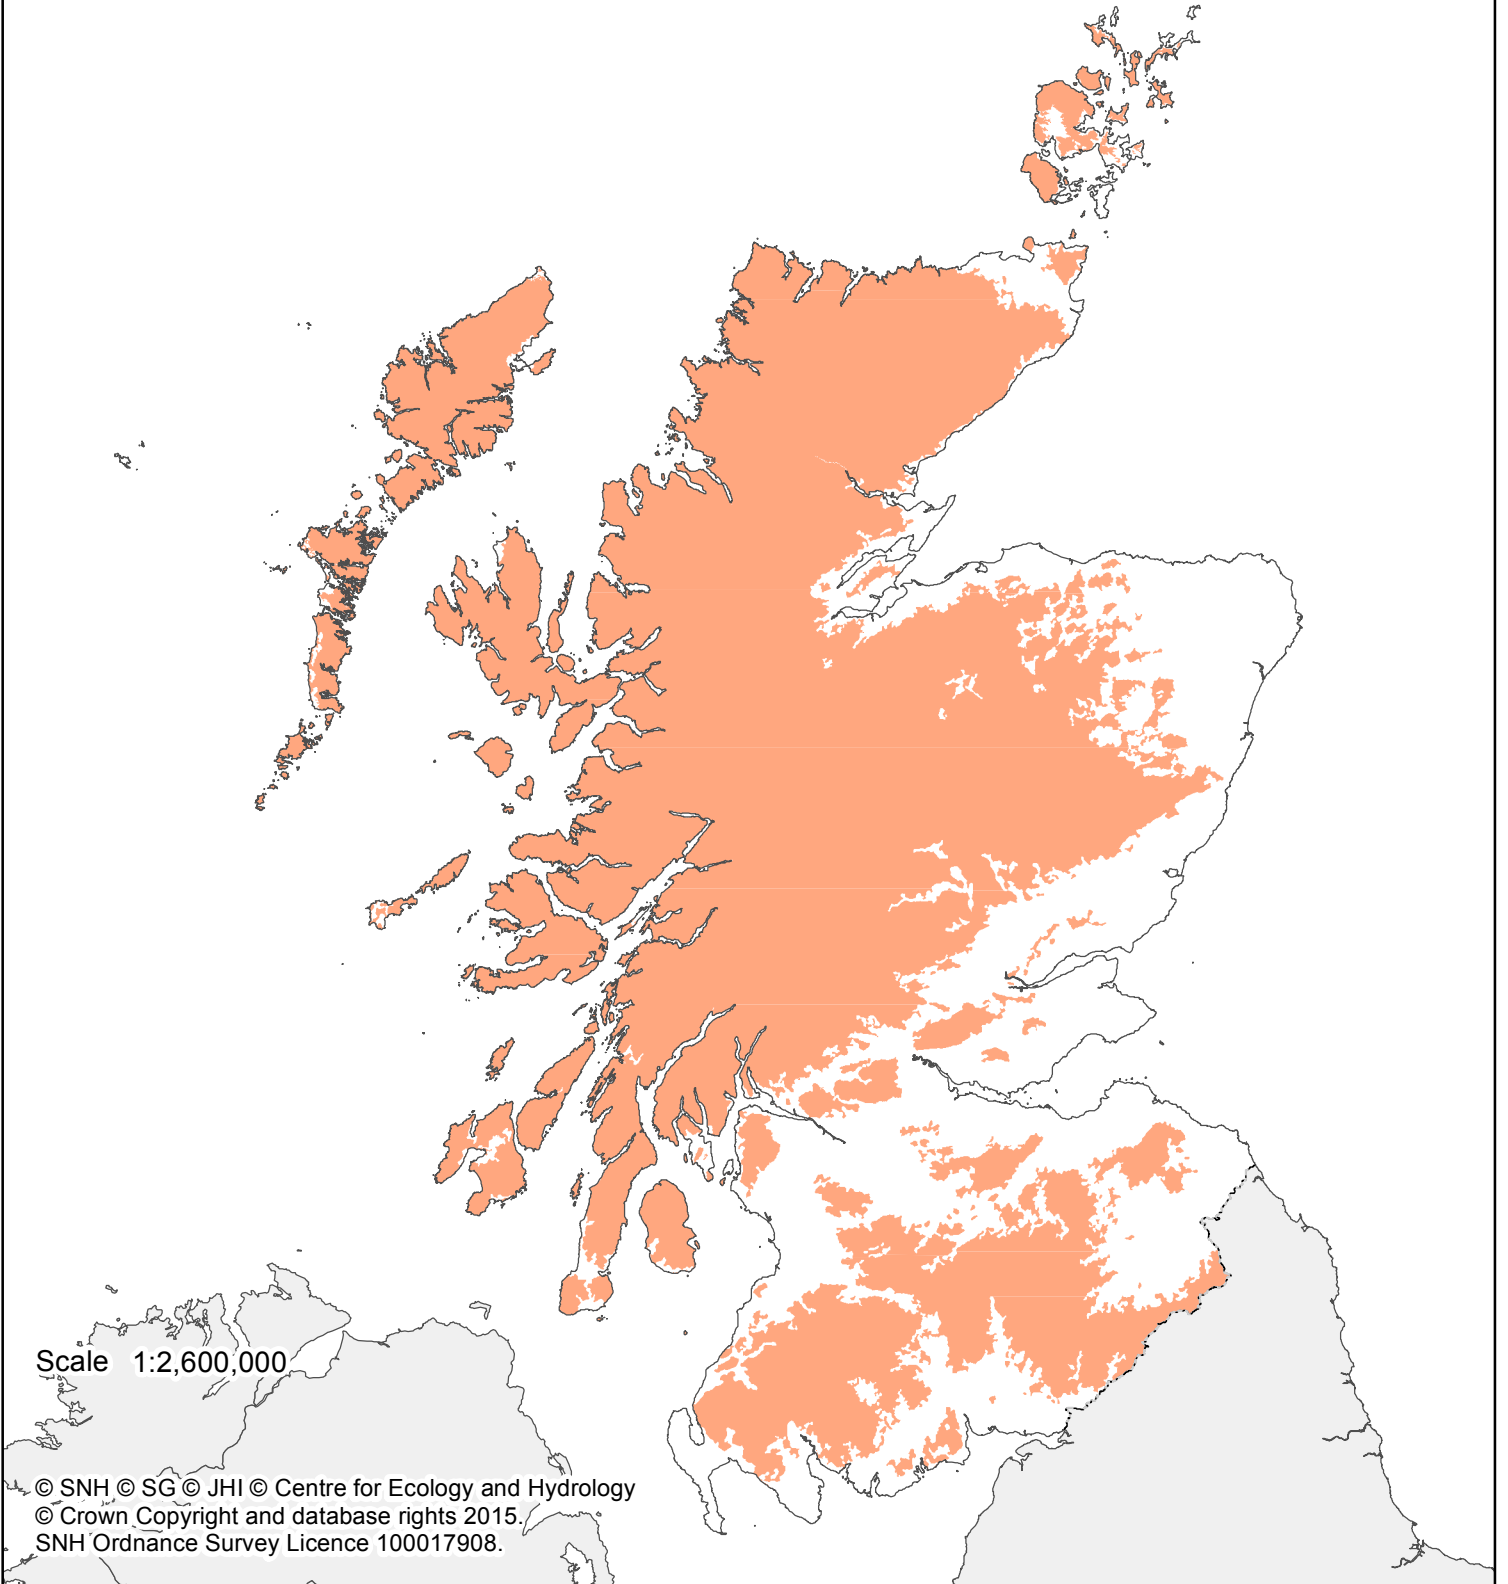 Scale 1:2,600,000
© SNH © SG © JHI © Centre for Ecology and Hydrology
© Crown Copyright and database rights 2015.
SNH Ordnance Survey Licence 100017908.